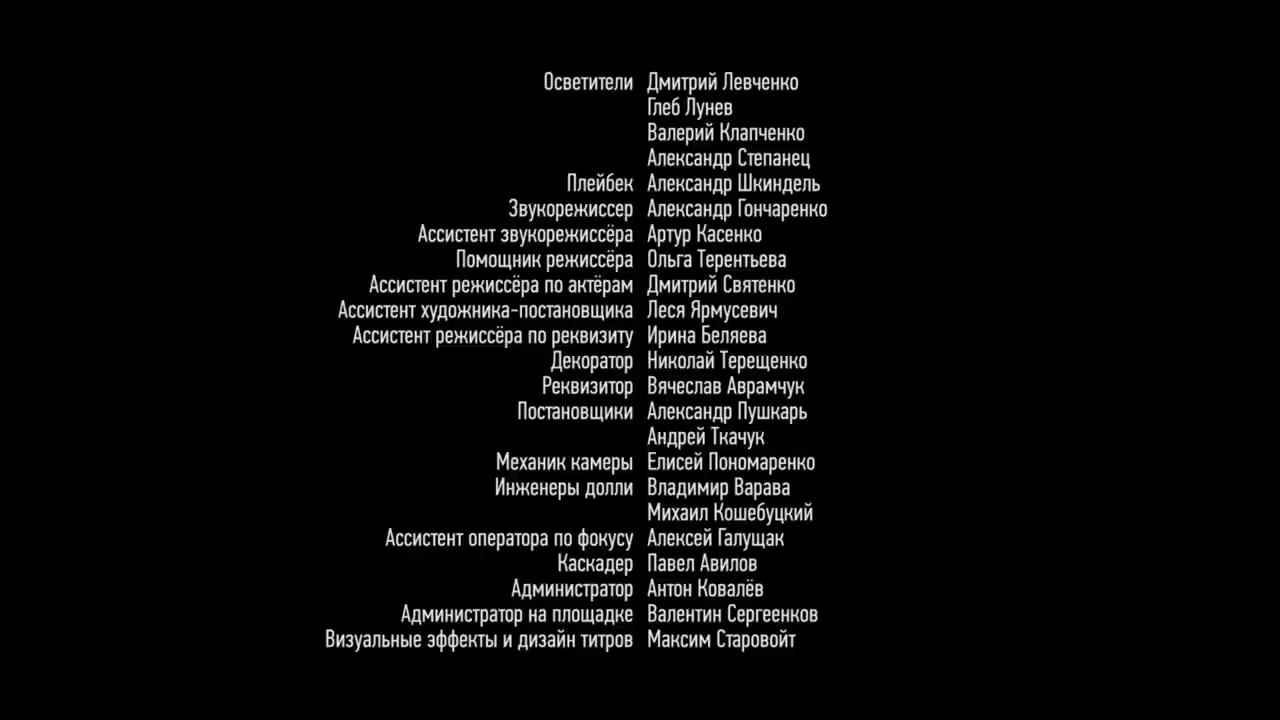 Осветители Дмитрий Левченко
Глеб Лунев
Валерий Клапченко
Александр Степанец
Плейбек Александр Шкиндель
Звукорежиссер Александр Гончаренко
Ассистент звукорежиссёра Артур Касенко
Помощник режиссёра Ольга Терентьева
Ассистент режиссёра по актёрам Дмитрий Святенко
Ассистент художника-постановщика Леся Ярмусевич
Ассистент режиссёра по реквизиту Ирина Беляева
Декоратор Николай Терещенко
Реквизитор Вячеслав Аврамчук
Постановщики Александр Пушкарь
Андрей Ткачук
Механик камеры Елисей Пономаренко
Инженеры долли Владимир Варава
Михаил Кошебуцкий
Ассистент оператора по фокусу Алексей Галущак
Каскадер Павел Авилов
Администратор Антон Ковалёв
Администратор на площадке Валентин Сергеенков
Визуальные эффекты и дизайн титров Максим Старовойт